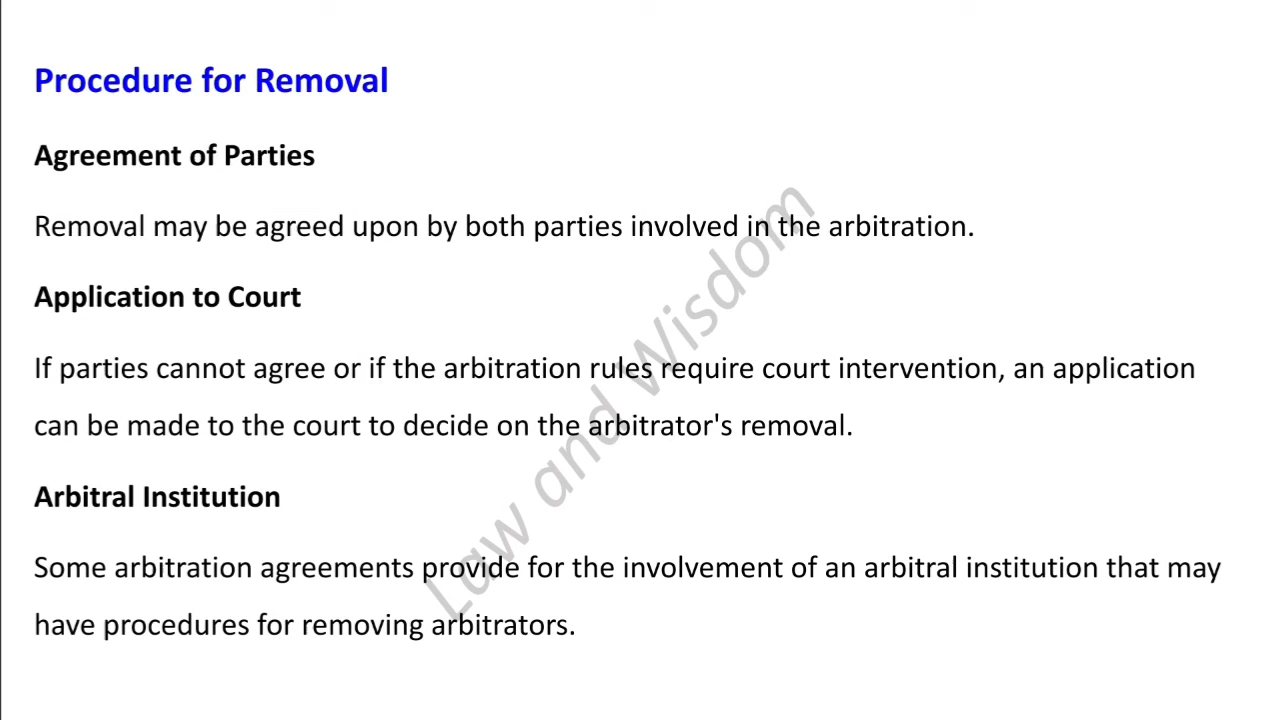 Procedure for Removal
Agreement of Parties
Removal may be agreed upon by both parties involved in the arbitration.
Application to Court
If parties cannot agree or if the arbitration rules require court intervention, an application
can be made to the court to decide on the arbitrator's removal.
Arbitral Institution
Some arbitration agreements provide for the involvement of an arbitral institution that may
have procedures for removing arbitrators.
Law and Wisdom